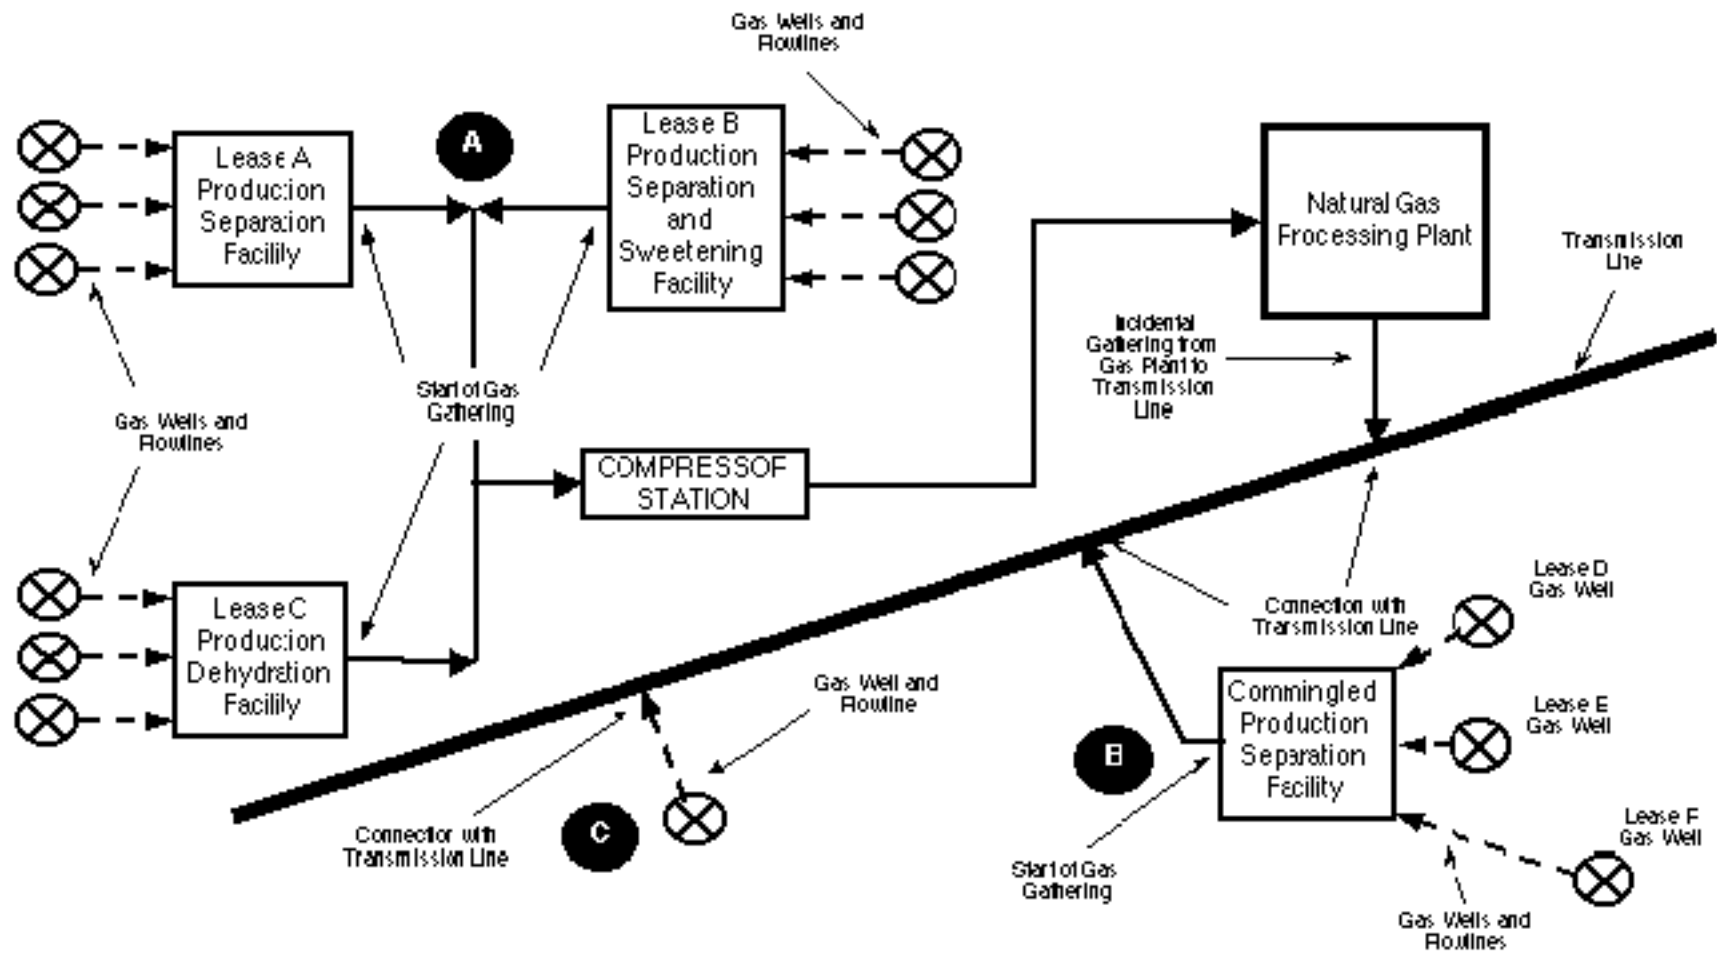 Gas Wells and
Flowlines
A
Lease A
Production
Separation
Facility
Lease B
Production
Separation
and
Sweetening
Facility
Natural Gas
Processing Plant
Transmission
Line
Incidental
Gathering from
Gas Plant to
Transmission
Line
Start of Gas
Gathering
Gas Wells and
Flowlines
COMPRESSOR
STATION
Lease C
Production
Dehydration
Facility
Connection with
Transmission Line
Lease D
Gas Well
Gas Well and
Flowline
Commingled
Production
Separation
Facility
Lease E
Gas Well
B
C
Connection with
Transmission Line
Start of Gas
Gathering
Lease F
Gas Well
Gas Wells and
Flowlines